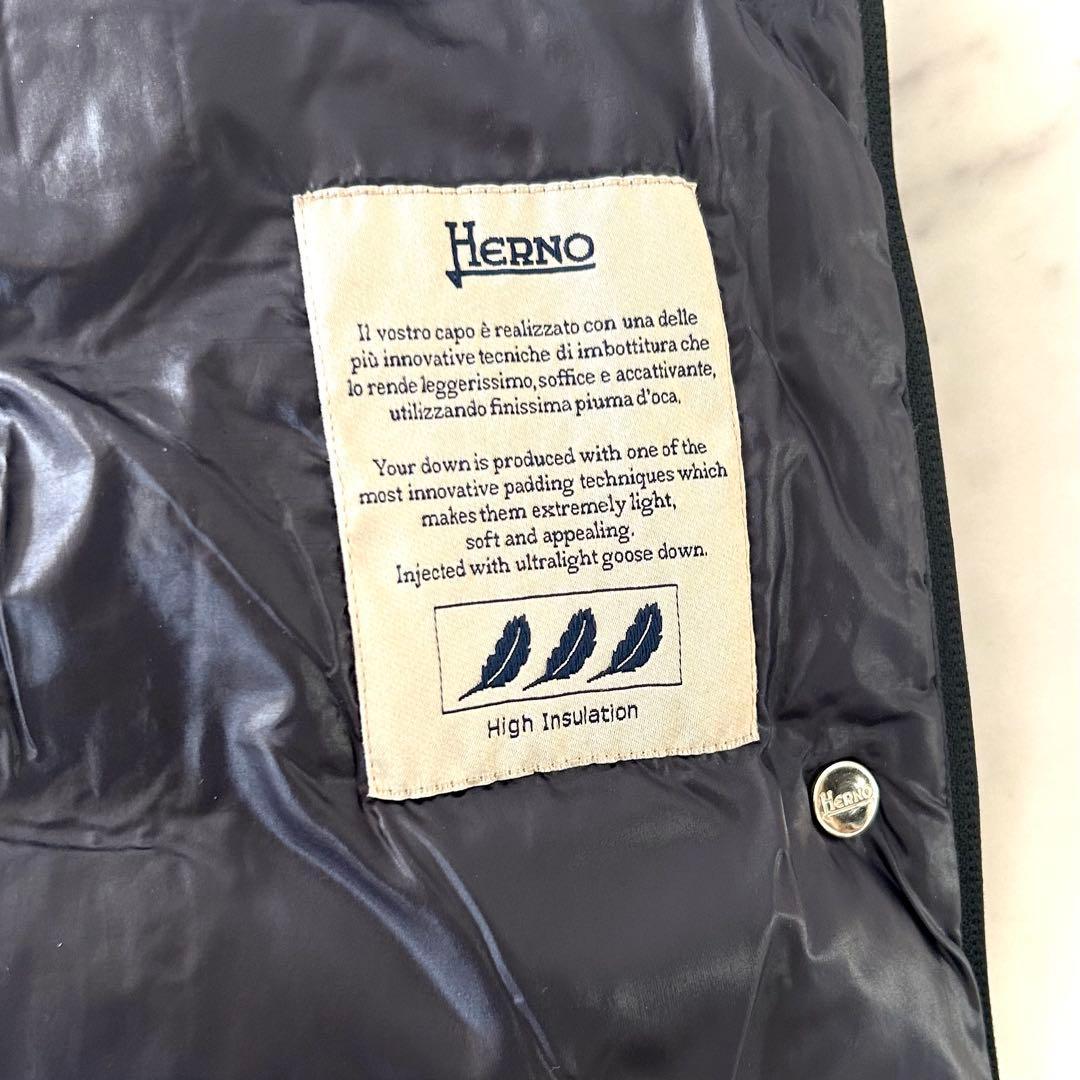 HERNO
Il vostro capo è realizzato con una delle
più innovative tecniche di imbottitura che
lo rende leggerissimo, soffice e accattivante,
utilizzando finissima piuma d'oca.
Your down is produced with one of the
most innovative padding techniques which
makes them extremely light,
soft and appealing.
Injected with ultralight goose down.
High Insulation
HERNO